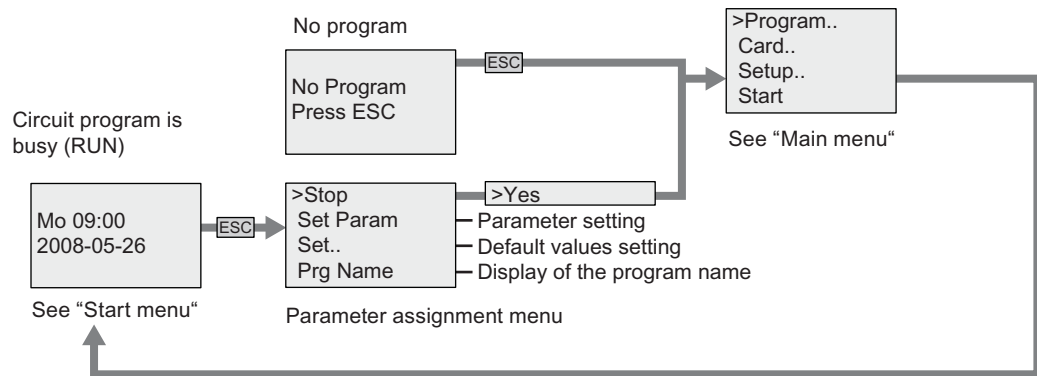 No program
No Program
Press ESC
ESC
>Program..
Card..
Setup..
Start
See "Main menu“
Circuit program is
busy (RUN)
Mo 09:00
2008-05-26
See “Start menu“
ESC
>Stop
Set Param
Set..
Prg Name
>Yes
Parameter setting
Default values setting
Display of the program name
Parameter assignment menu